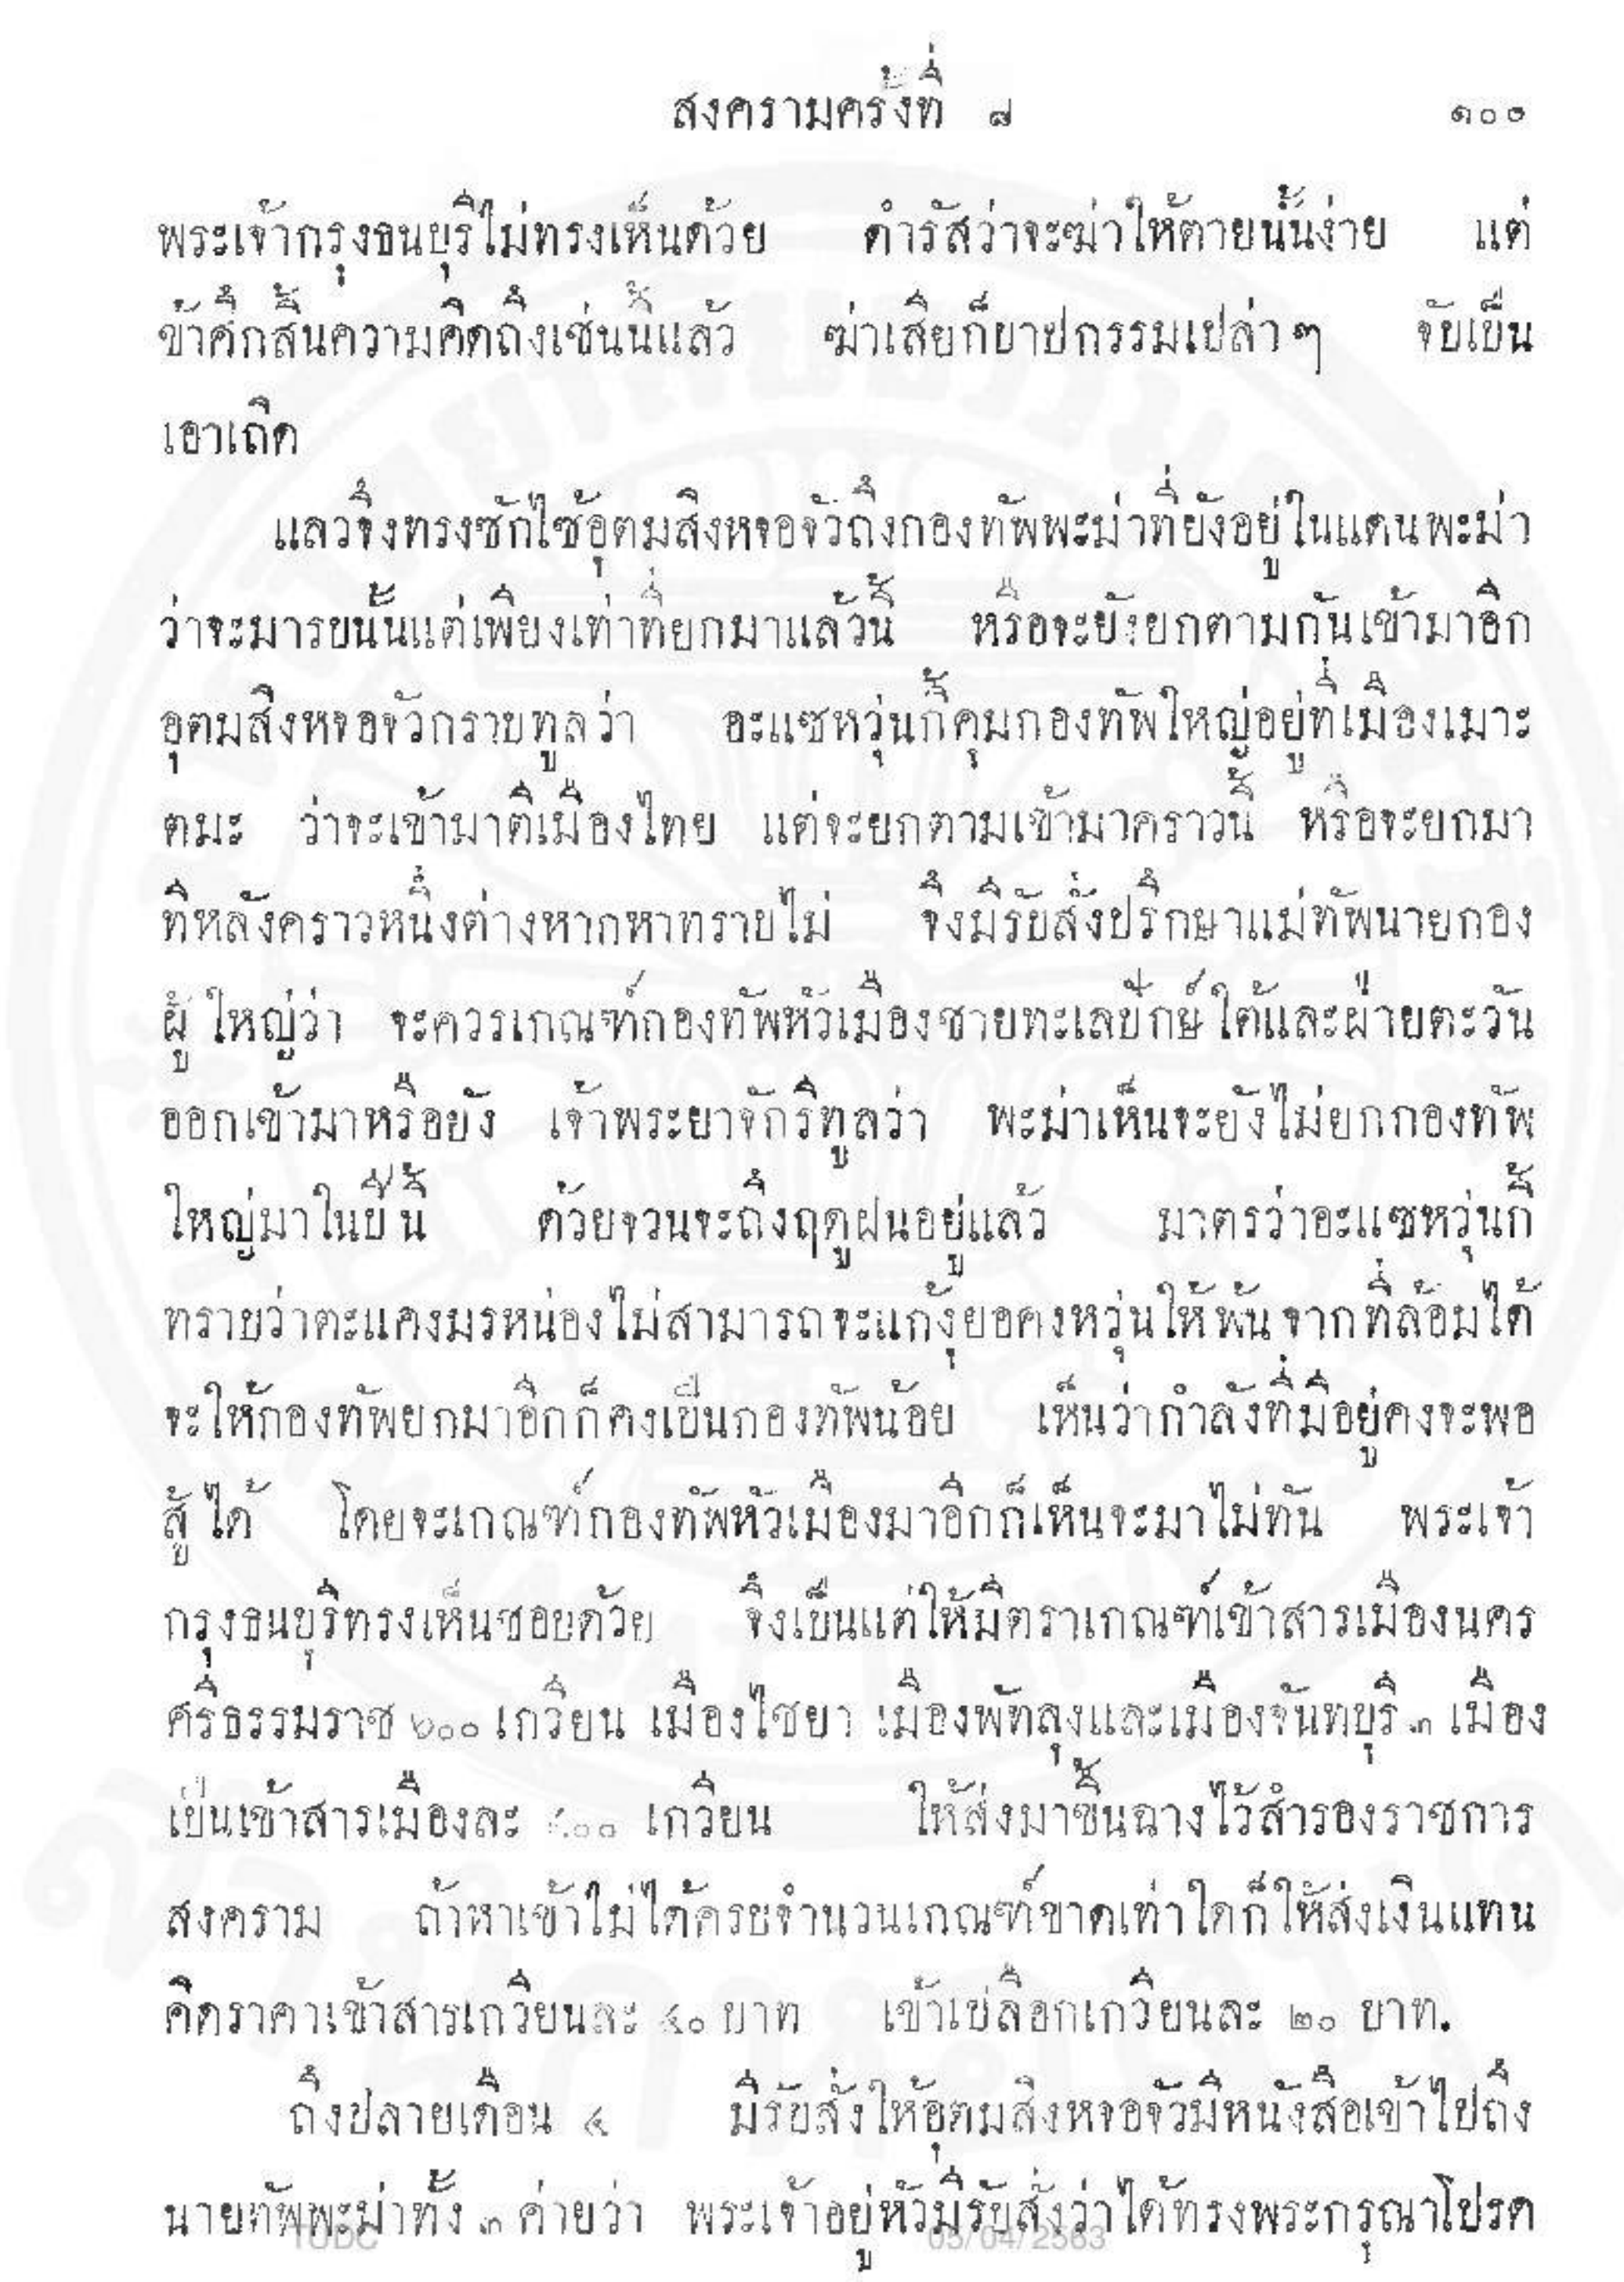 สงครามครั้งที่ ๘ ๑๐๑
พระเจ้ากรุงธนบุรีไม่ทรงเห็นด้วย ดำรัสว่าจะฆ่าให้ตายนั้นง่าย แต่
ข้าศึกสิ้นความคิดถึงเช่นนี้แล้ว ฆ่าเสียก็บาปกรรมเปล่า ๆ จับเป็น
เอาเถิด
แลวจึงทรงซักไซ้อุตมสิงหจอจัวถึงกองทัพพะม่าที่ยังอยู่ในแดนพะม่า
ว่าจะมารบนั้นแต่เพียงเท่าที่ยกมาแล้วนี้ หรือจะยังยกตามกันเข้ามาอีก
อุตมสิงหจอจัวกราบทูลว่า อะแซหวุ่นกี้คุมกองทัพใหญ่อยู่ที่เมืองเมาะ
ตมะ ว่าจะเข้ามาตีเมืองไทย แต่จะยกตามเข้ามาคราวนี้ หรือจะยกมา
ทีหลังคราวหนึ่งต่างหากหาทราบไม่ จึงมีรับสั่งปรึกษาแม่ทัพนายกอง
ผู้ใหญ่ว่า จะควรเกณฑ์กองทัพหัวเมืองชายทะเลปักษ์ใต้และฝ่ายตะวัน
ออกเข้ามาหรือยัง เจ้าพระยาจักรีทูลว่า พะม่าเห็นจะยังไม่ยกกองทัพ
ใหญ่มาในปีนี้ ด้วยจวนจะถึงฤดูฝนอยู่แล้ว มาตรว่าอะแซหวุ่นกี้
ทราบว่าตะแคงมรหน่องไม่สามารถจะแก้งุ้ยอคงหวุ่นให้พ้นจากที่ล้อมได้
จะให้กองทัพยกมาอีกก็คงเป็นกองทัพน้อย เห็นว่ากำลังที่มีอยู่คงจะพอ
สู้ได้ โดยจะเกณฑ์กองทัพหัวเมืองมาอีกก็เห็นจะมาไม่ทัน พระเจ้า
กรุงธนบุรีทรงเห็นชอบด้วย จึงเป็นแต่ให้มีตราเกณฑ์เข้าสารเมืองนคร
ศรีธรรมราช ๖๐๐ เกวียน เมืองไชยา เมืองพัทลุงและเมืองจันทบุรี ๓ เมือง
เป็นเข้าสารเมืองละ ๔๐๐ เกวียน ให้ส่งมาขึ้นฉางไว้สำรองราชการ
สงคราม ถ้าหาเข้าไม่ได้ครบจำนวนเกณฑ์ขาดเท่าใดก็ให้ส่งเงินแทน
คิดราคาเข้าสารเกวียนละ ๔๐ บาท เข้าเปลือกเกวียนละ ๒๐ บาท.
ถึงปลายเดือน ๔ มีรับสั่งให้อุตมสิงหจอจัวมีหนังสือเข้าไปถึง
นายทัพพะม่าทั้ง ๓ ค่ายว่า พระเจ้าอยู่หัวมีรับสั่งว่าได้ทรงพระกรุณาโปรด
TUDC 05/04/2563